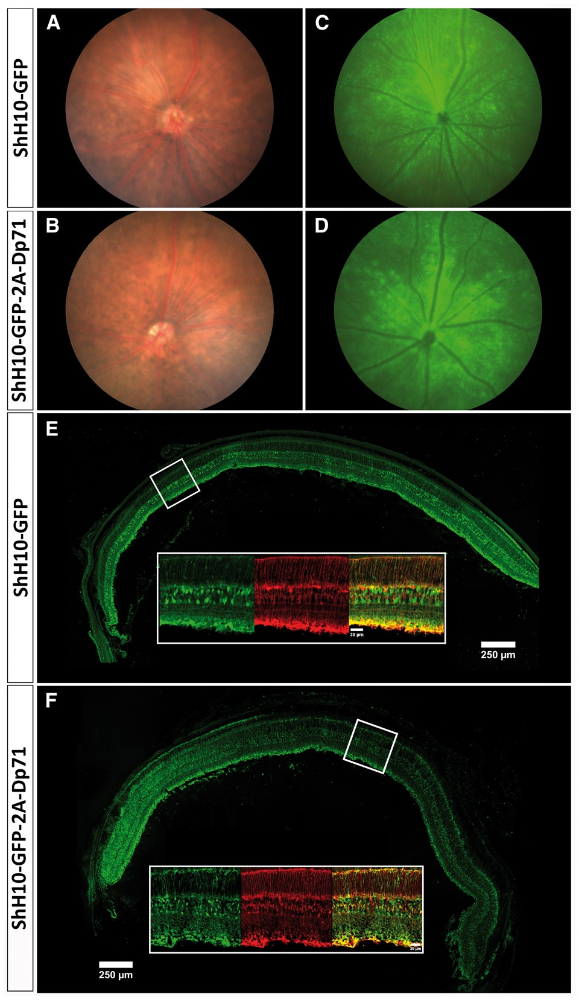 ShH10-GFP
A
C
ShH10-GFP-2A-Dp71
B
D
ShH10-GFP
E
30 µm
250 µm
ShH10-GFP-2A-Dp71
F
30 µm
250 µm